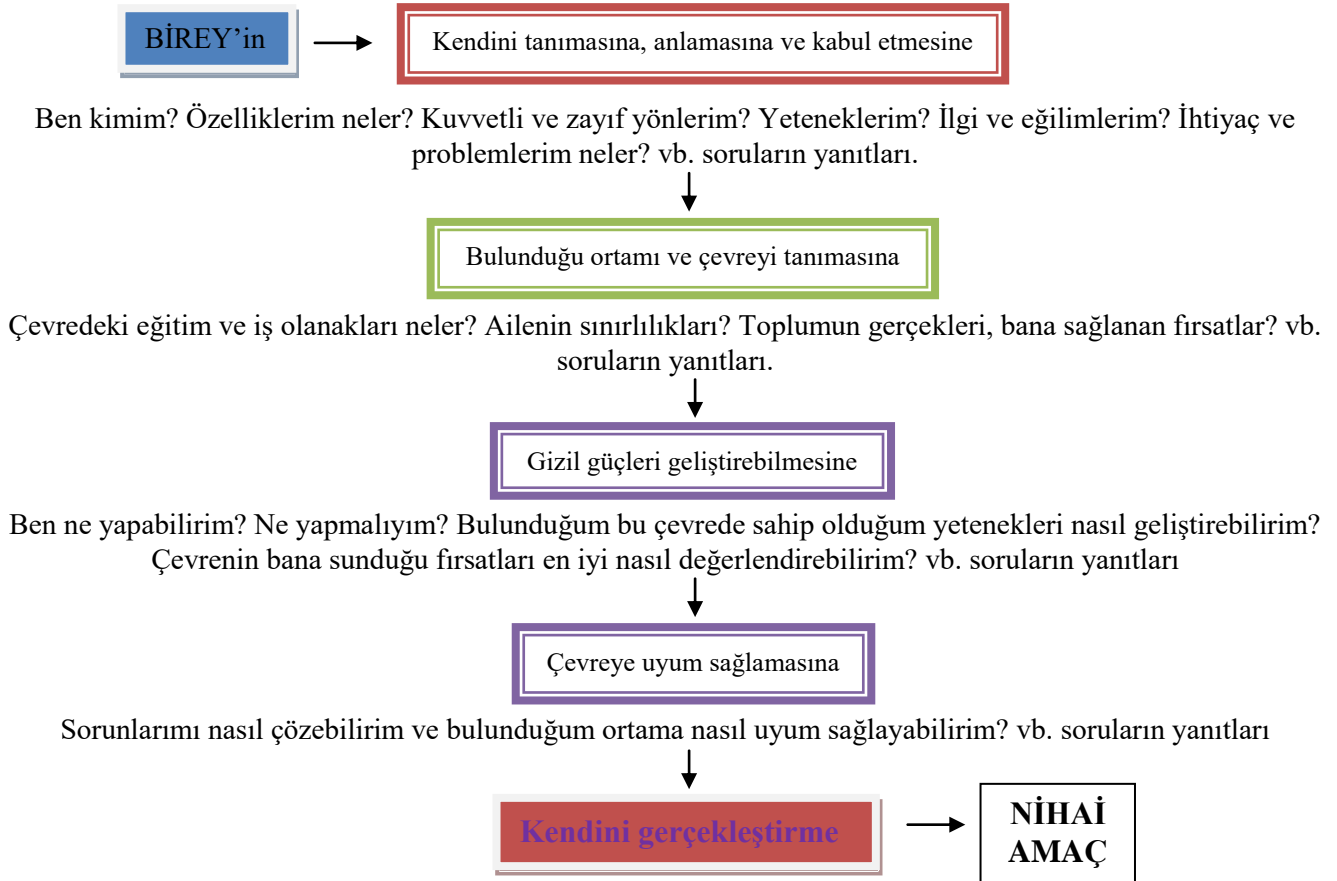 BİREY’in
Kendini tanımasına, anlamasına ve kabul etmesine
Ben kimim? Özelliklerim neler? Kuvvetli ve zayıf yönlerim? Yeteneklerim? İlgi ve eğilimlerim? İhtiyaç ve
problemlerim neler? vb. soruların yanıtları.
Bulunduğu ortamı ve çevreyi tanımasına
Çevredeki eğitim ve iş olanakları neler? Ailenin sınırlılıkları? Toplumun gerçekleri, bana sağlanan fırsatlar? vb.
soruların yanıtları.
Gizil güçleri geliştirebilmesine
Ben ne yapabilirim? Ne yapmalıyım? Bulunduğum bu çevrede sahip olduğum yetenekleri nasıl geliştirebilirim?
Çevrenin bana sunduğu fırsatları en iyi nasıl değerlendirebilirim? vb. soruların yanıtları
Çevreye uyum sağlamasına
Sorunlarımı nasıl çözebilirim ve bulunduğum ortama nasıl uyum sağlayabilirim? vb. soruların yanıtları
Kendini gerçekleştirme
NİHAİ
AMAÇ